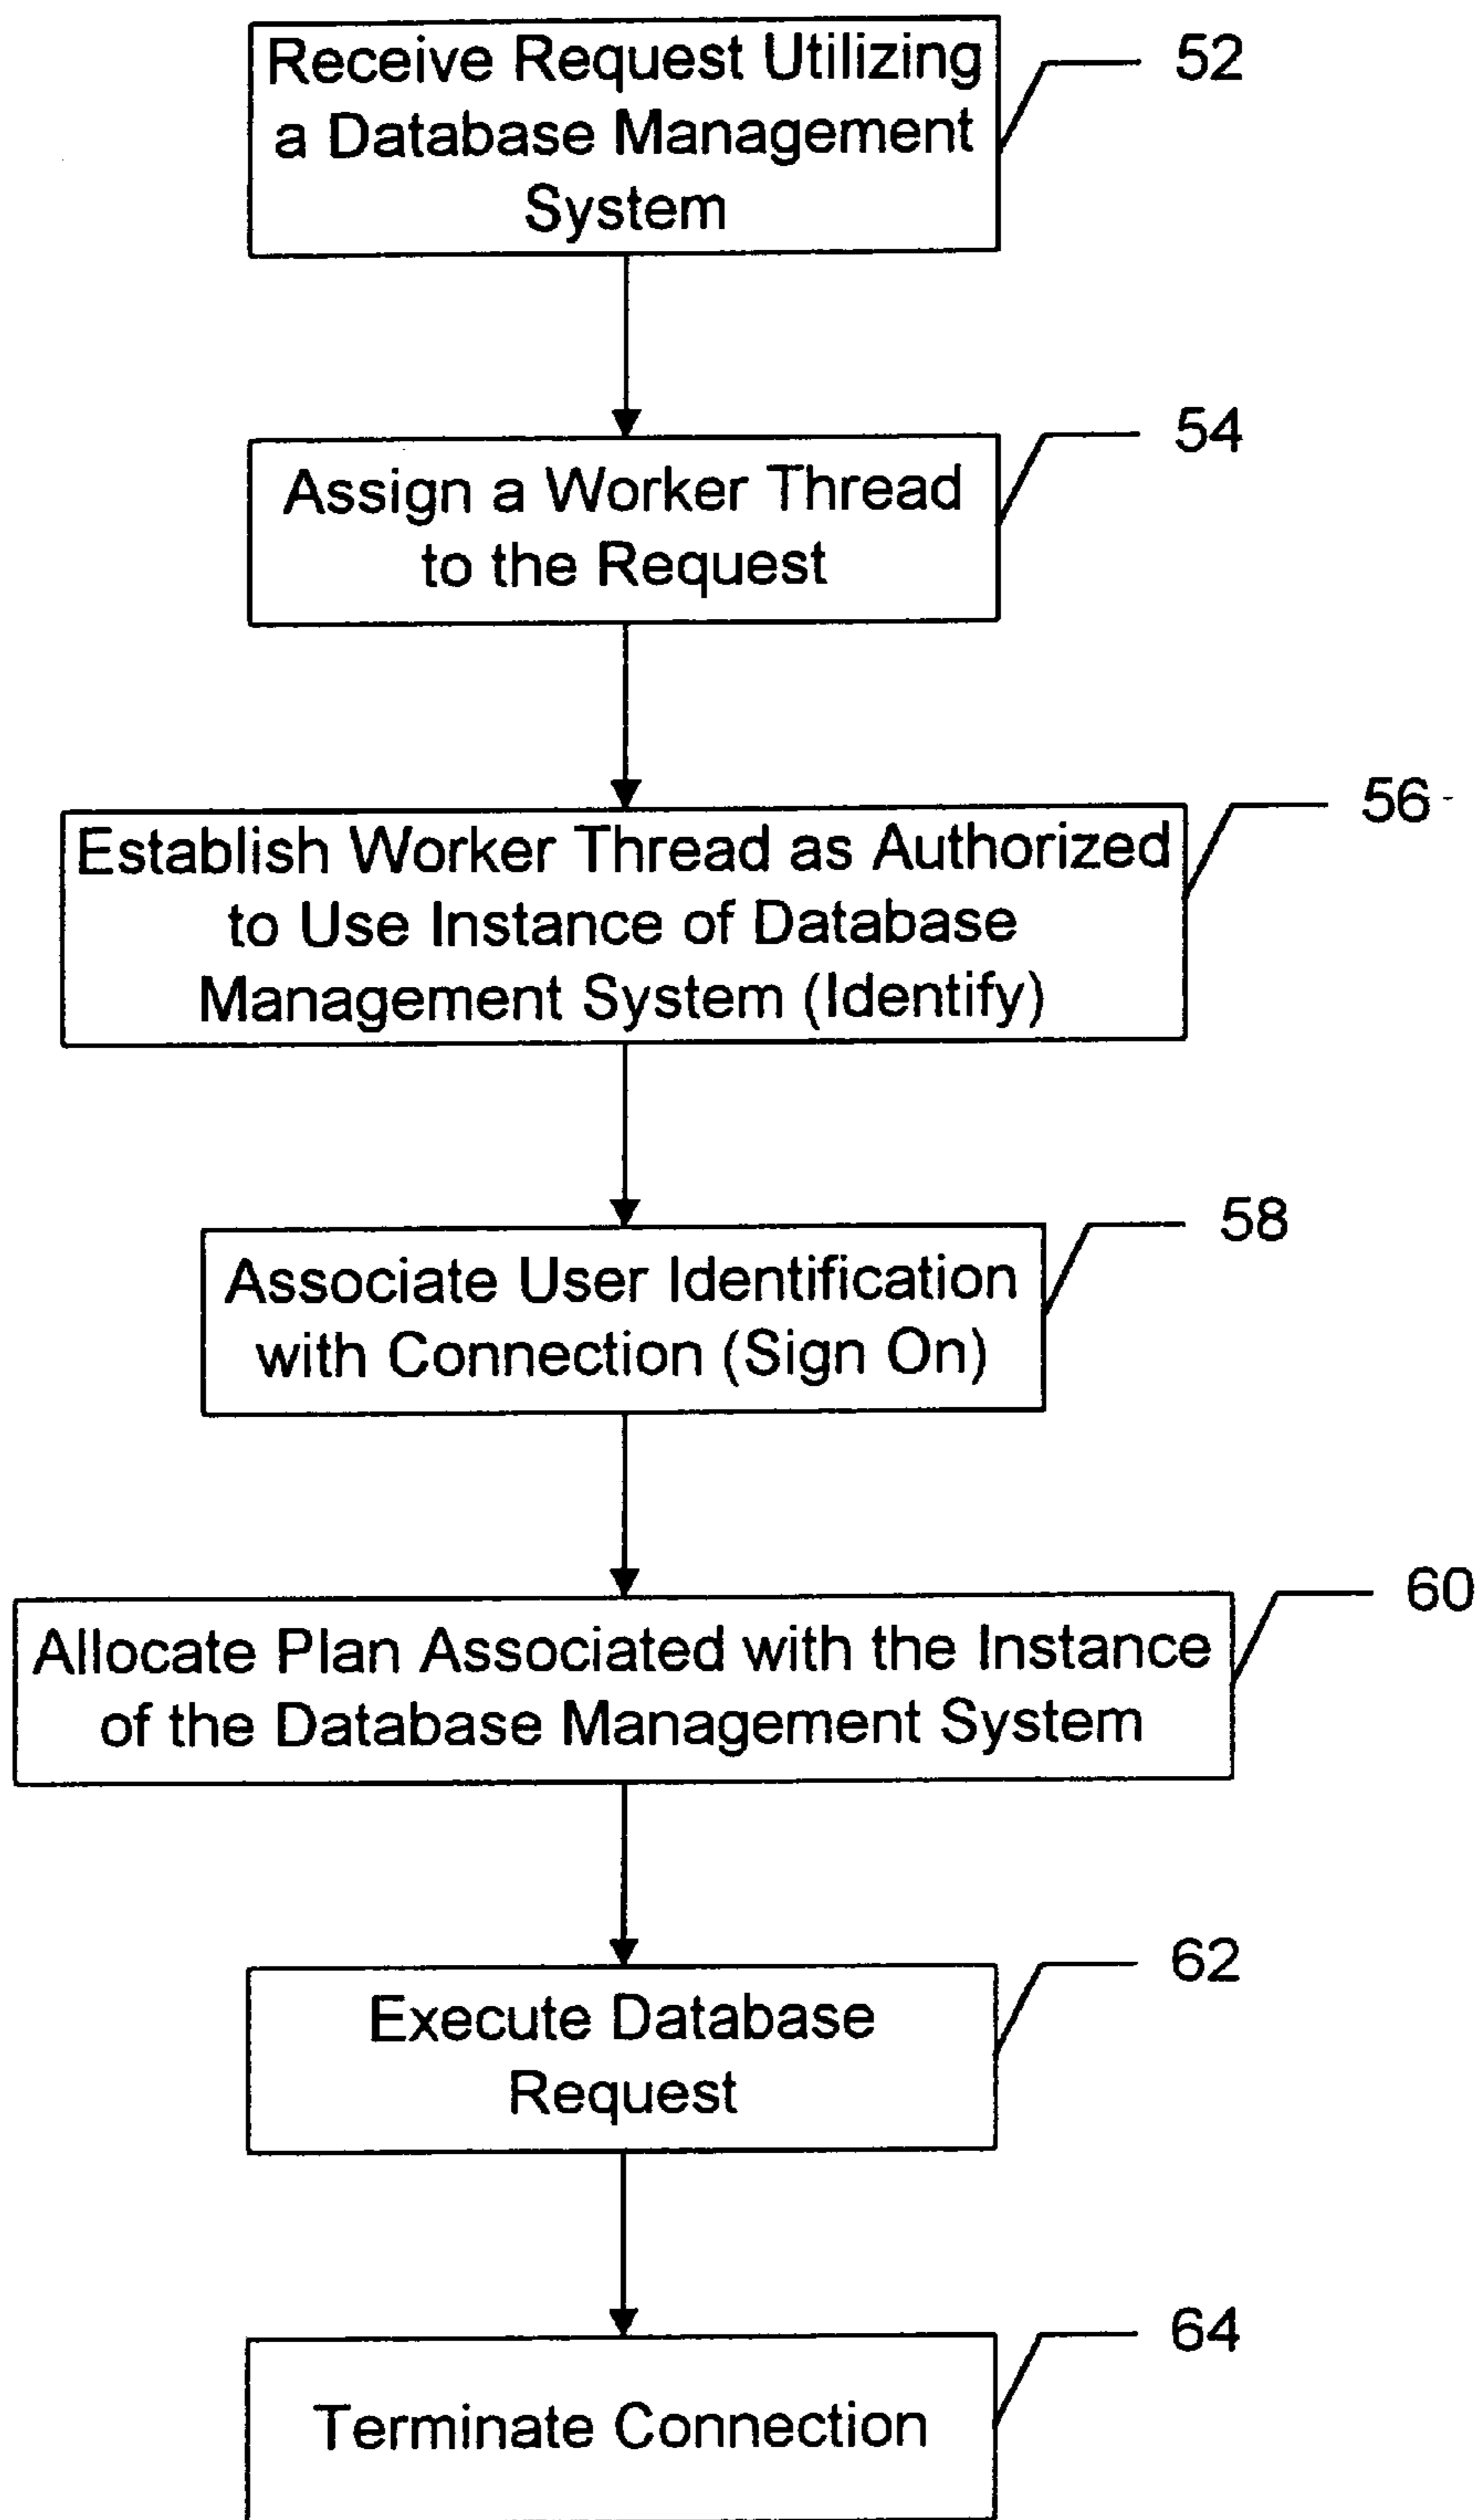 Receive Request Utilizing
a Database Management
System
52
Assign a Worker Thread
to the Request
54
Establish Worker Thread as Authorized
to Use Instance of Database
Management System (Identify)
56
Associate User Identification
with Connection (Sign On)
58
Allocate Plan Associated with the Instance
of the Database Management System
60
Execute Database
Request
62
Terminate Connection
64